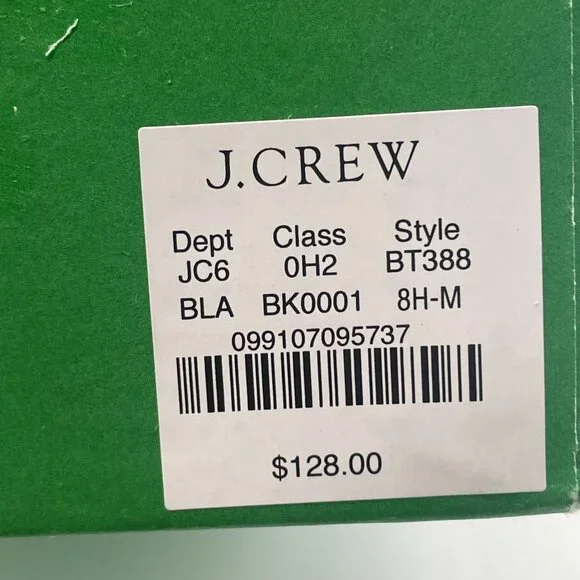 J.CREW
Dept Class Style
JC6 0H2 BT388
BLA BK0001 8H-M
099107095737
$128.00